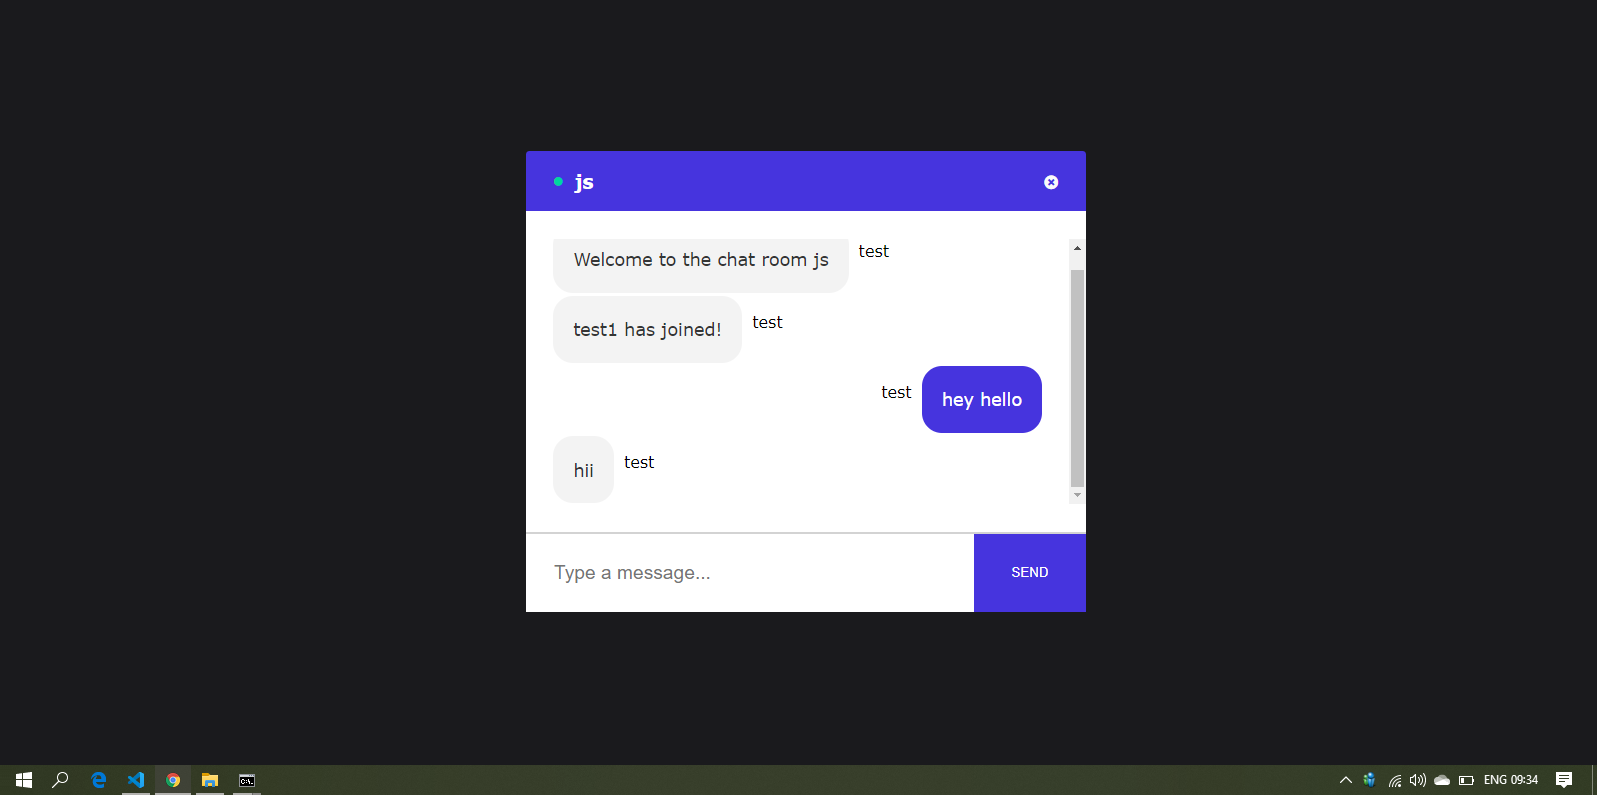 js
Welcome to the chat room js test
test1 has joined! test
test hey hello
hii test
Type a message...
SEND
ENG 09:34